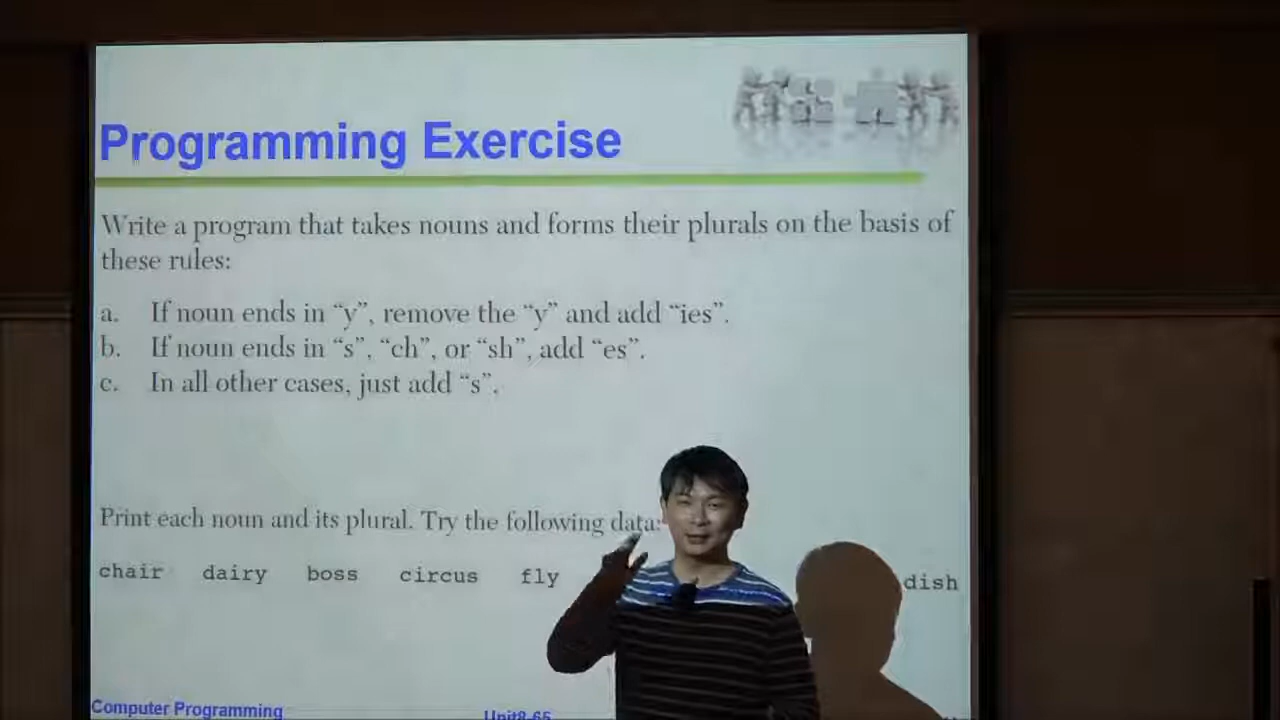 Programming Exercise
Write a program that takes nouns and forms their plurals on the basis of
these rules:
a. If noun ends in “y”, remove the “y” and add “ies”.
b. If noun ends in “s”, “ch”, or “sh”, add “es”.
c. In all other cases, just add “s”.
Print each noun and its plural. Try the following data:
chair dairy boss circus fly dish
Computer Programming Unit8-65